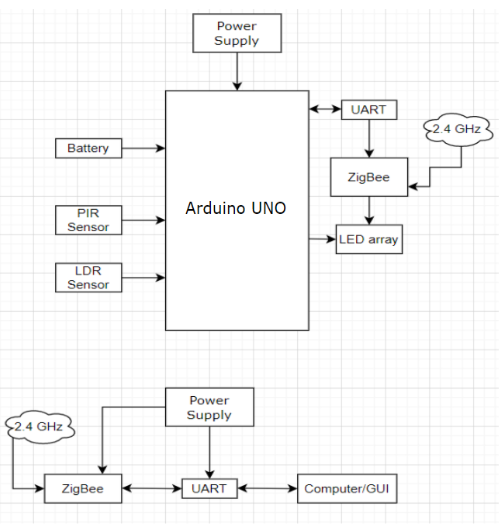 Power
Supply
UART
2.4 GHz
Battery
ZigBee
PIR
Sensor
Arduino UNO
LED array
LDR
Sensor
Power
Supply
2.4 GHz
ZigBee
UART
Computer/GUI